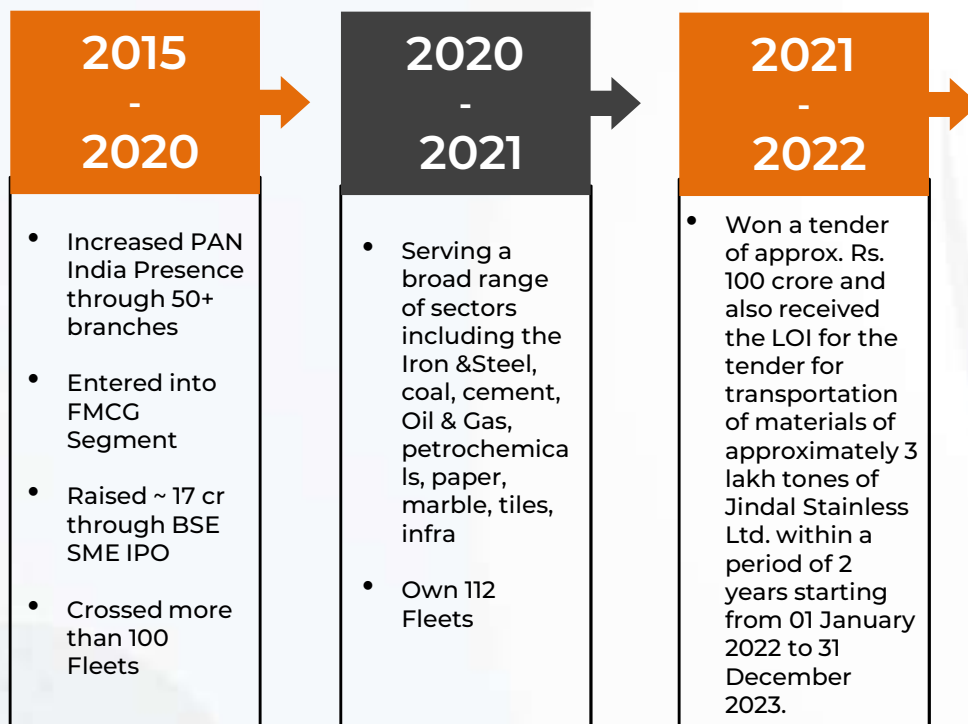 2015
-
2020
• Increased PAN
India Presence
through 50+
branches
• Entered into
FMCG
Segment
• Raised ~ 17 cr
through BSE
SME IPO
• Crossed more
than 100
Fleets
2020
-
2021
• Serving a
broad range
of sectors
including the
Iron &Steel,
coal, cement,
Oil & Gas,
petrochemica
ls, paper,
marble, tiles,
infra
• Own 112
Fleets
2021
-
2022
• Won a tender
of approx. Rs.
100 crore and
also received
the LOI for the
tender for
transportation
of materials of
approximately 3
lakh tones of
Jindal Stainless
Ltd. within a
period of 2
years starting
from 01 January
2022 to 31
December
2023.